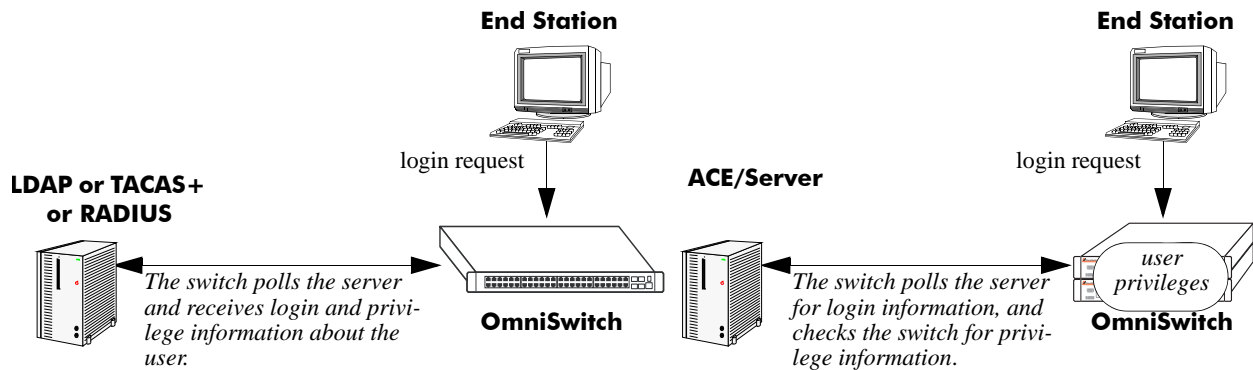 End Station
login request
LDAP or TACAS+
or RADIUS
The switch polls the server
and receives login and privi-
lege information about the
user.
OmniSwitch
End Station
login request
ACE/Server
user
privileges
The switch polls the server
for login information, and
checks the switch for privi-
lege information.
OmniSwitch